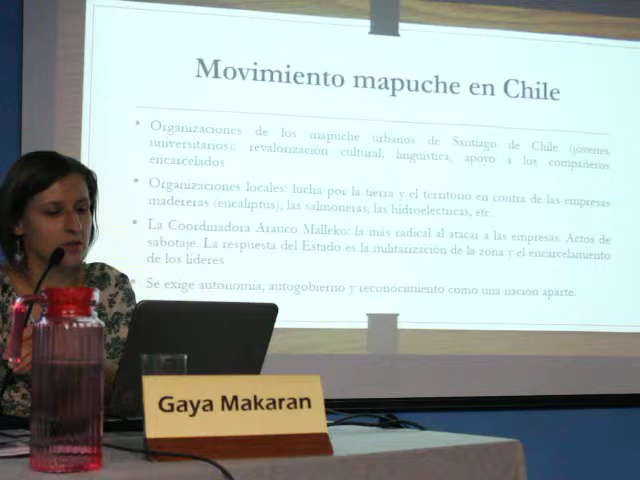 Movimiento mapuche en Chile
• Organizaciones de los mapuche urbanos de Santiago de Chile (jóvenes
universitarios): revalorización cultural, lingüística, apoyo a los compañeros
encarcelados
• Organizaciones locales: lucha por la tierra y el territorio en contra de las empresas
madereras (eucaliptus), las salmoneras, las hidroelectricas, etc.
• La Coordinadora Arauco Malleko: la más radical al atacar a las empresas. Actos de
sabotaje. La respuesta del Estado es la militarización de la zona y el encarcelamiento
de los líderes
• Se exige autonomía, autogobierno y reconocimiento como una nación aparte.
Gaya Makaran